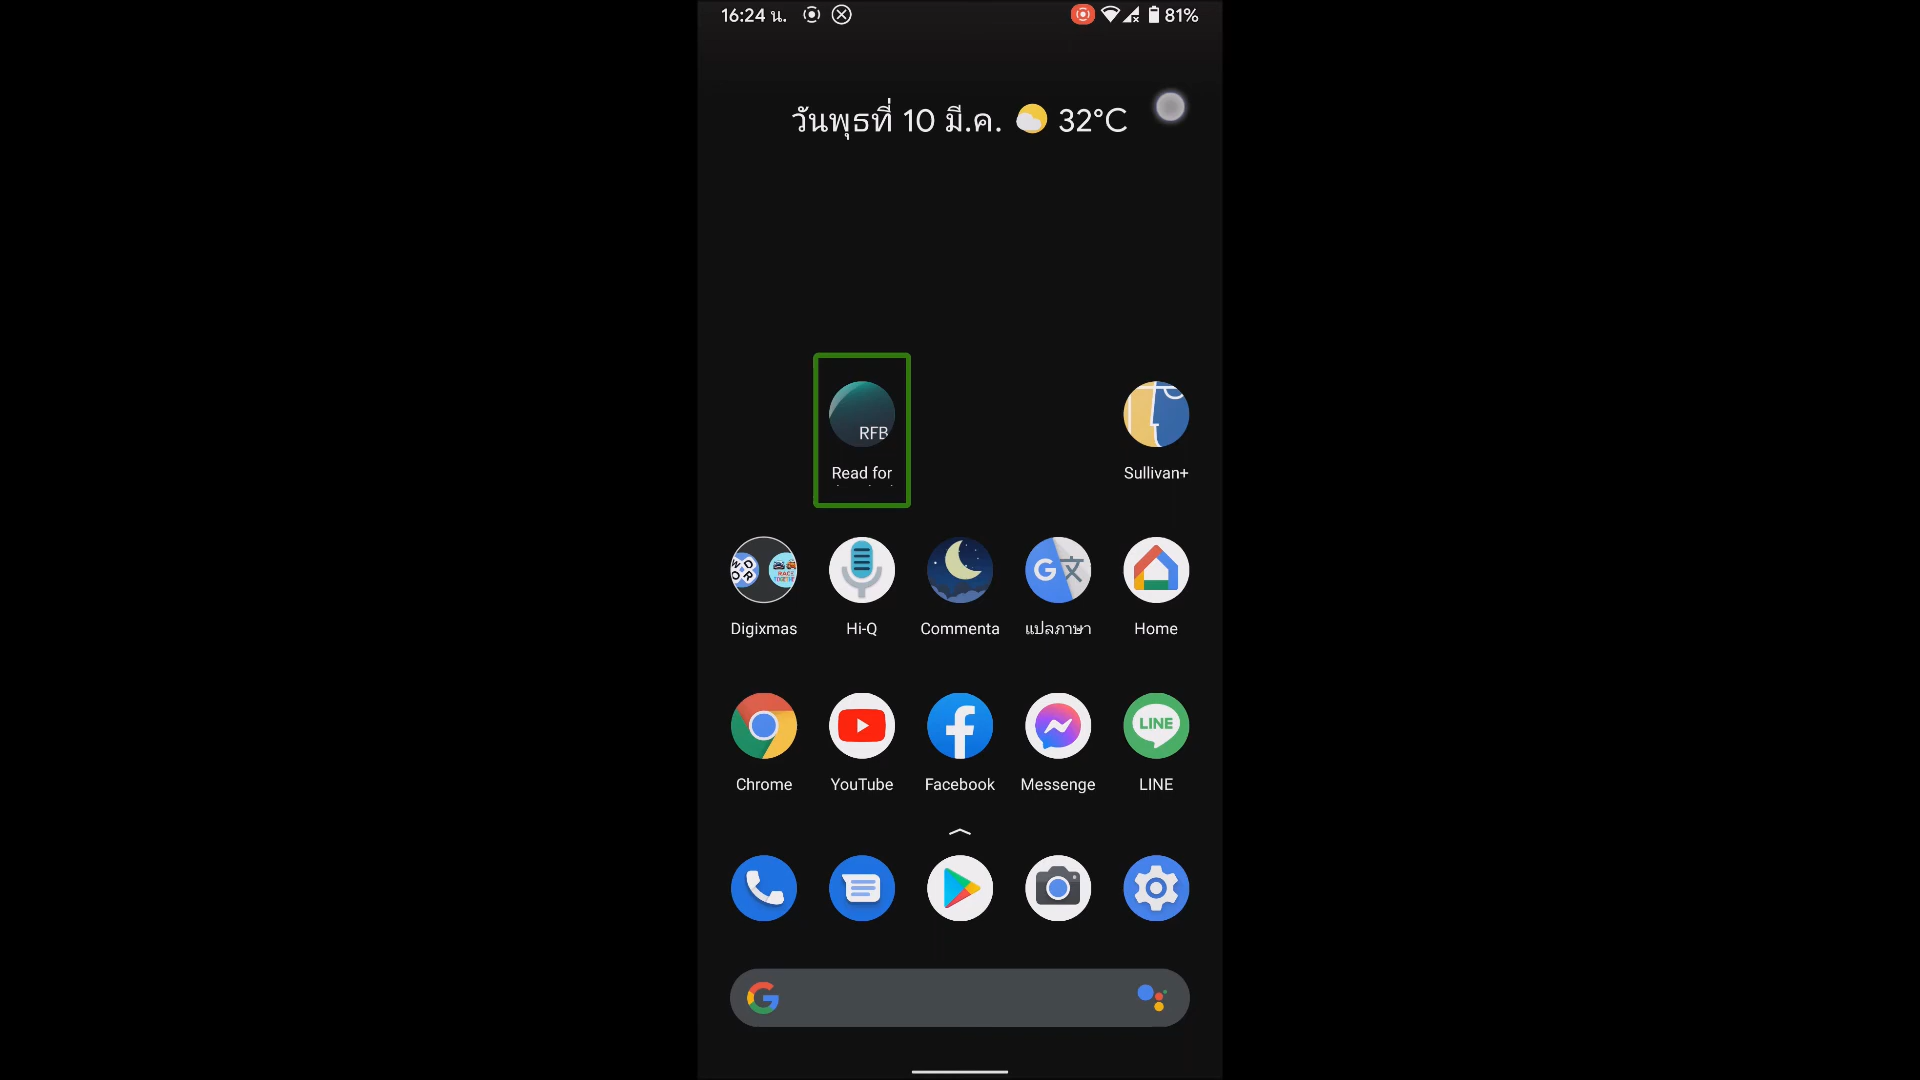 16:24 น. 81%
วันพุธที่ 10 มี.ค. 32°C
RFB
Read for Sullivan+
Digixmas Hi-Q Commenta แปลภาษา Home
LINE
Chrome YouTube Facebook Messenge LINE